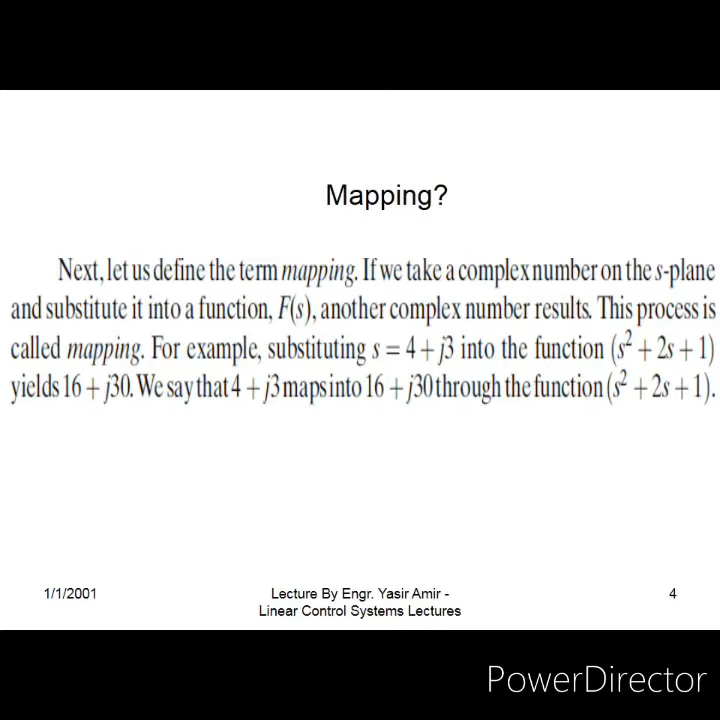 Mapping?
Next, let us define the term mapping. If we take a complex number on the s-plane
and substitute it into a function, F(s), another complex number results. This process is
called mapping. For example, substituting s = 4 + j3 into the function (s² + 2s + 1)
yields 16 + j30. We say that 4 + j3 maps into 16 + j30 through the function (s² + 2s + 1).
1/1/2001
Lecture By Engr. Yasir Amir -
Linear Control Systems Lectures
4
PowerDirector